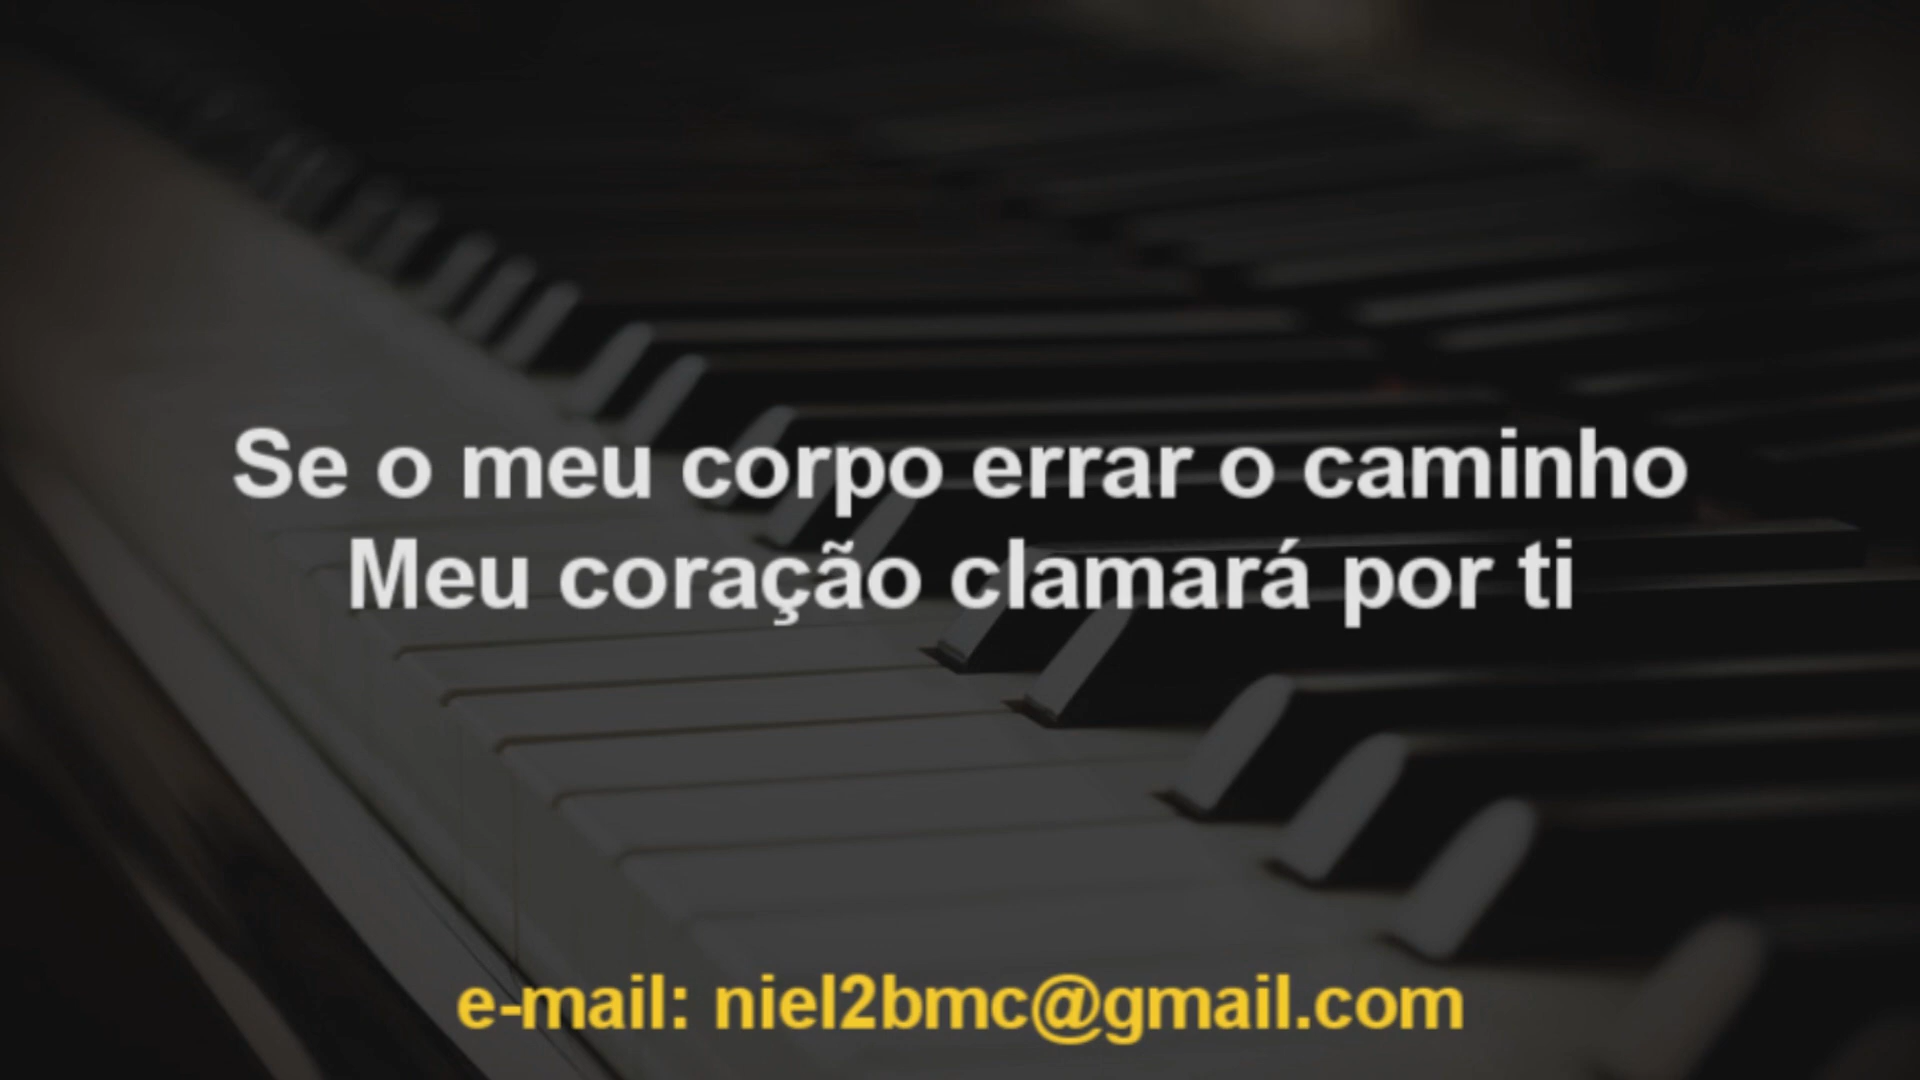 Se o meu corpo errar o caminho
Meu coração clamará por ti
e-mail: niel2bmc@gmail.com